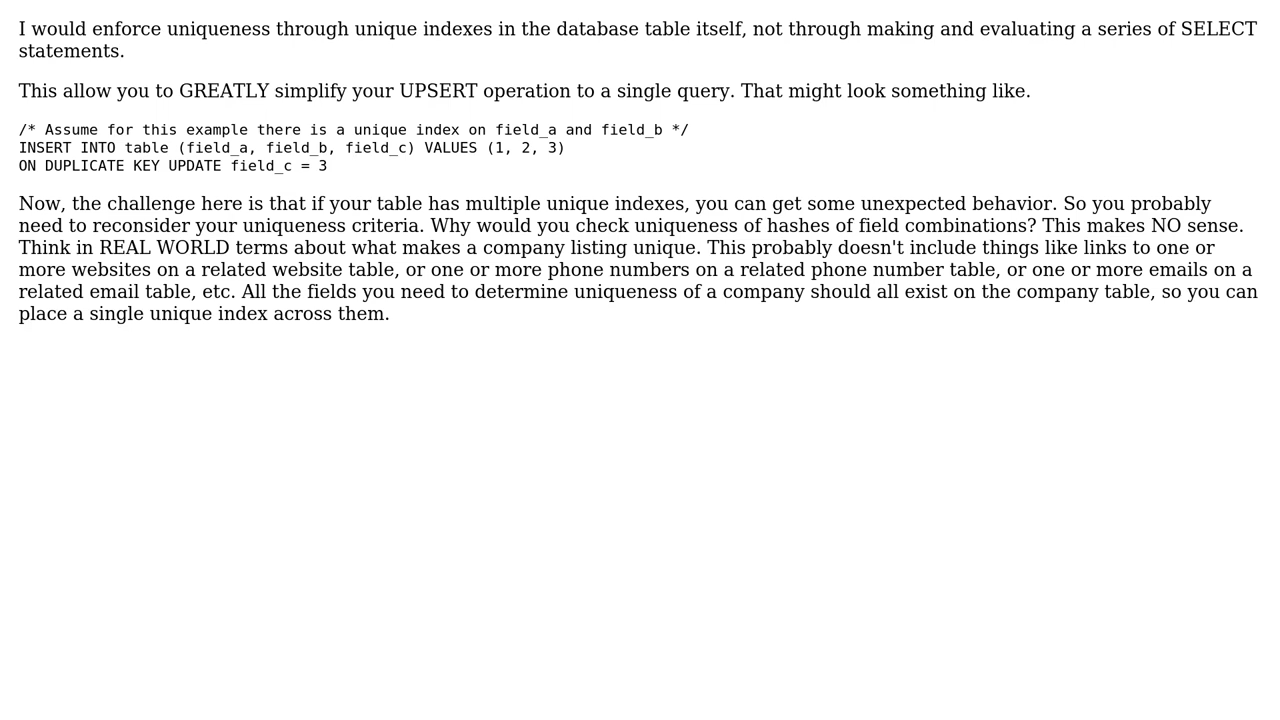 I would enforce uniqueness through unique indexes in the database table itself, not through making and evaluating a series of SELECT
statements.
This allow you to GREATLY simplify your UPSERT operation to a single query. That might look something like.
/* Assume for this example there is a unique index on field_a and field_b */
INSERT INTO table (field_a, field_b, field_c) VALUES (1, 2, 3)
ON DUPLICATE KEY UPDATE field_c = 3
Now, the challenge here is that if your table has multiple unique indexes, you can get some unexpected behavior. So you probably
need to reconsider your uniqueness criteria. Why would you check uniqueness of hashes of field combinations? This makes NO sense.
Think in REAL WORLD terms about what makes a company listing unique. This probably doesn't include things like links to one or
more websites on a related website table, or one or more phone numbers on a related phone number table, or one or more emails on a
related email table, etc. All the fields you need to determine uniqueness of a company should all exist on the company table, so you can
place a single unique index across them.